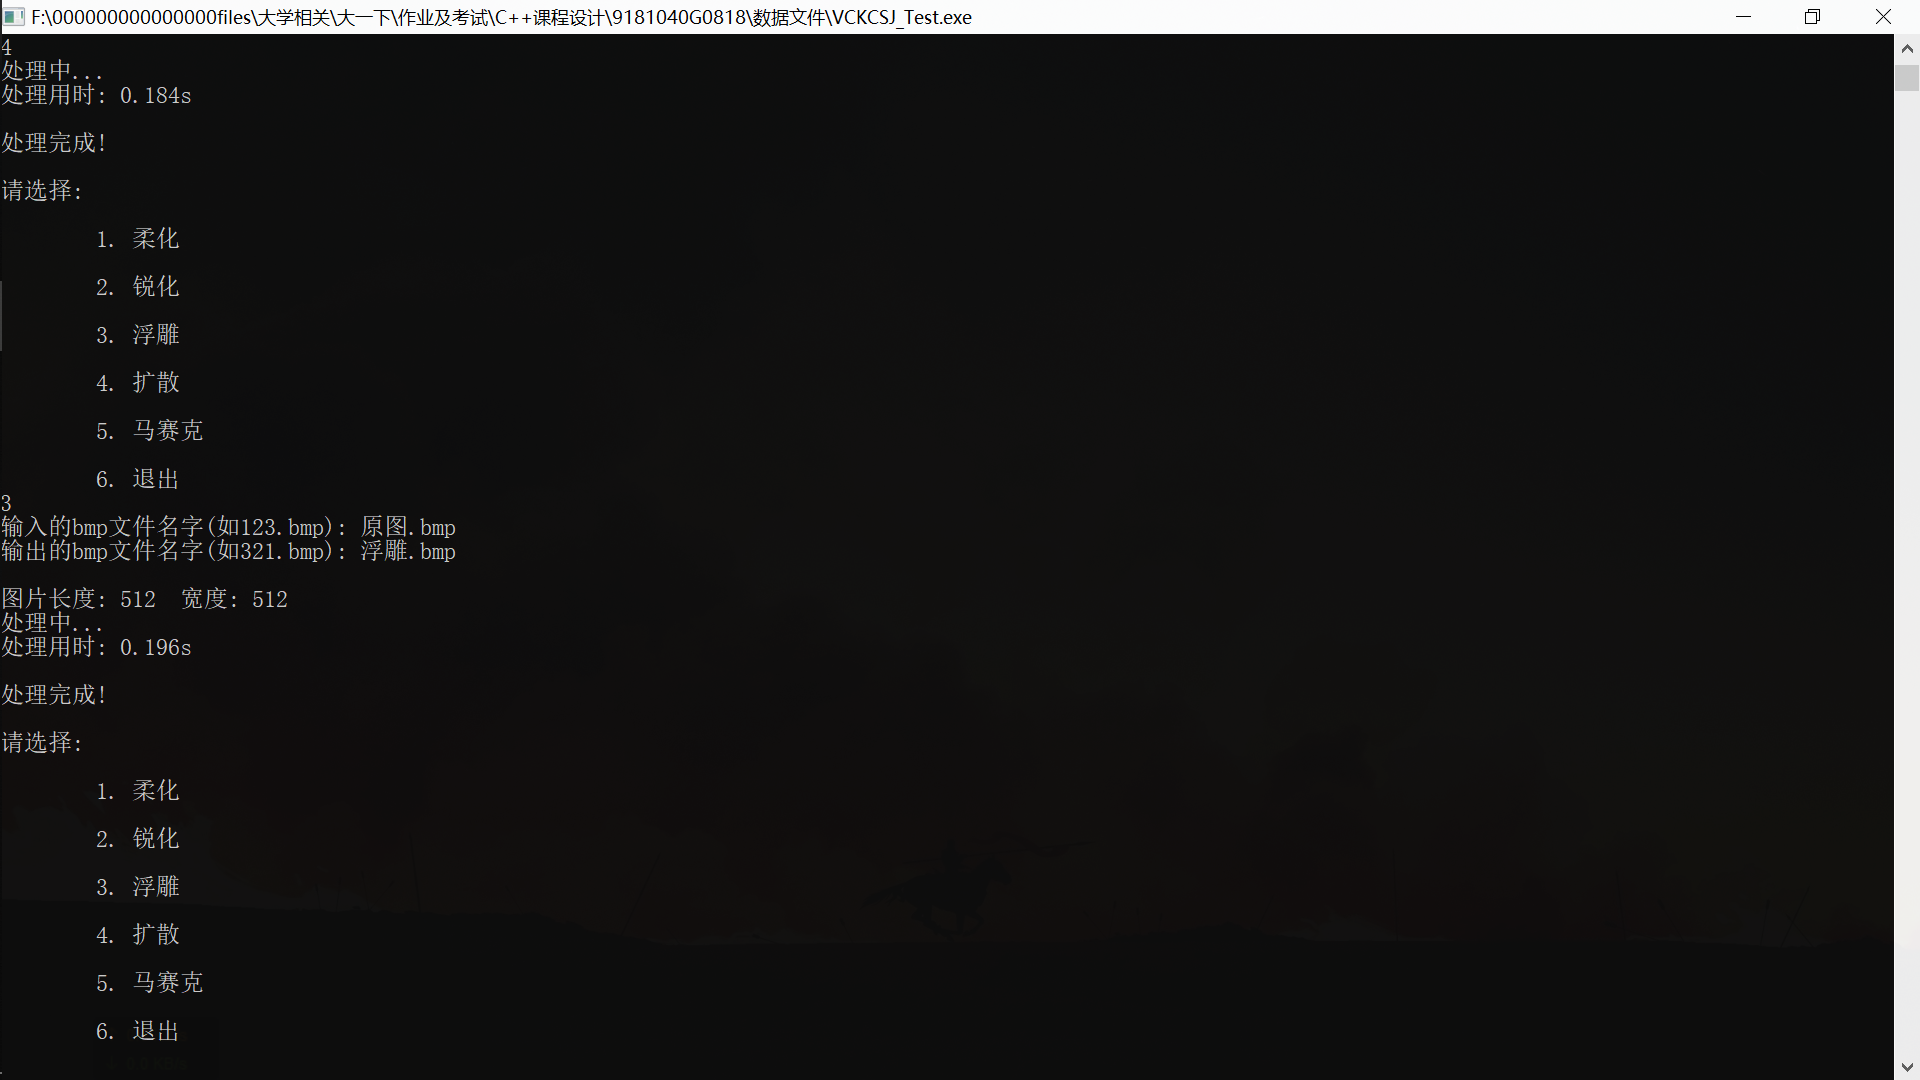 F:\000000000000000files\大学相关\大一下\作业及考试\C++课程设计\9181040G0818\数据文件\VCKCSJ_Test.exe
4
处理中...
处理用时: 0.184s
处理完成!
请选择:
1. 柔化
2. 锐化
3. 浮雕
4. 扩散
5. 马赛克
6. 退出
3
输入的bmp文件名字(如123.bmp): 原图.bmp
输出的bmp文件名字(如321.bmp): 浮雕.bmp
图片长度: 512  宽度: 512
处理中...
处理用时: 0.196s
处理完成!
请选择:
1. 柔化
2. 锐化
3. 浮雕
4. 扩散
5. 马赛克
6. 退出